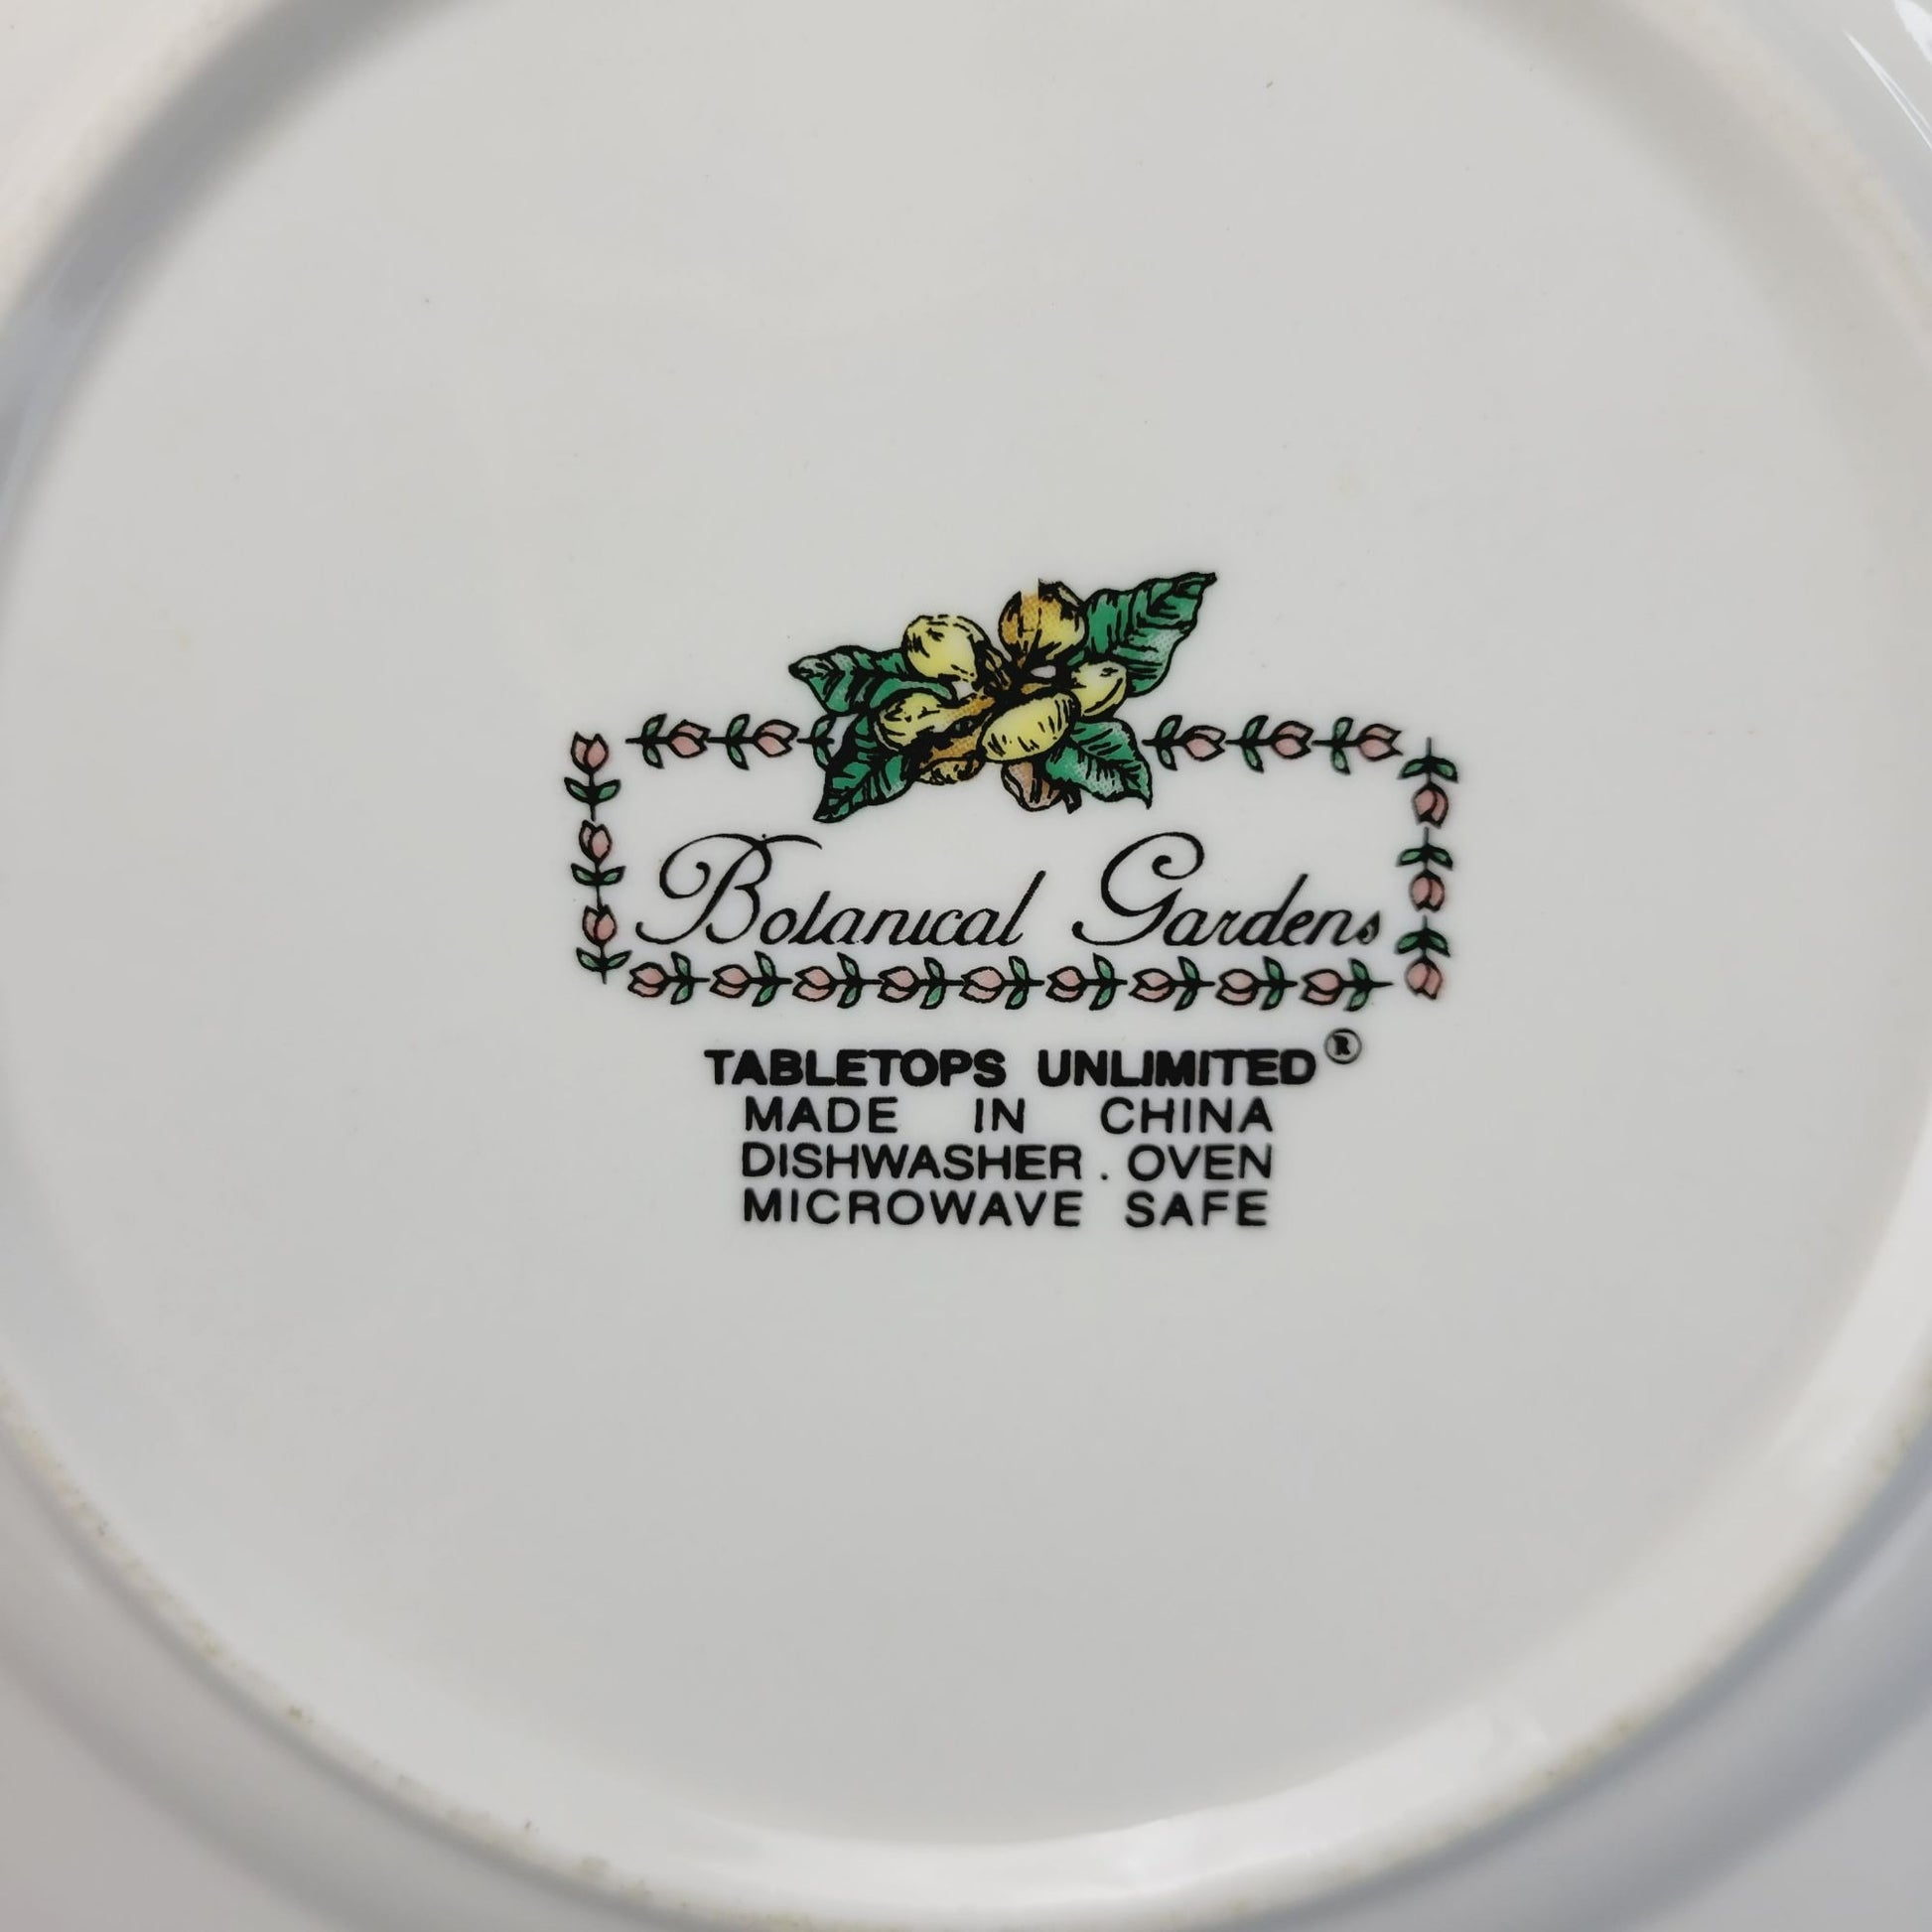 Botanical Gardens
TABLETOPS UNLIMITED®
MADE IN CHINA
DISHWASHER . OVEN
MICROWAVE SAFE